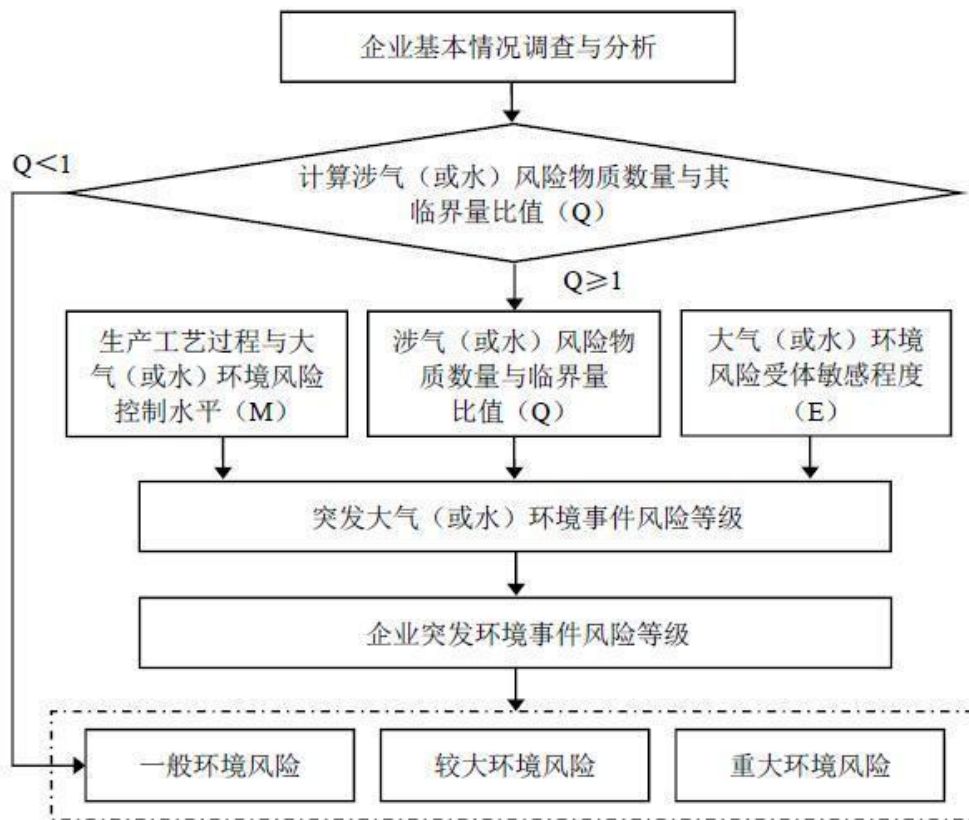 企业基本情况调查与分析
Q＜1
计算涉气（或水）风险物质数量与其
临界量比值（Q）
Q≥1
生产工艺过程与大
气（或水）环境风险
控制水平（M）
涉气（或水）风险物
质数量与临界量
比值（Q）
大气（或水）环境
风险受体敏感程度
（E）
突发大气（或水）环境事件风险等级
企业突发环境事件风险等级
一般环境风险
较大环境风险
重大环境风险